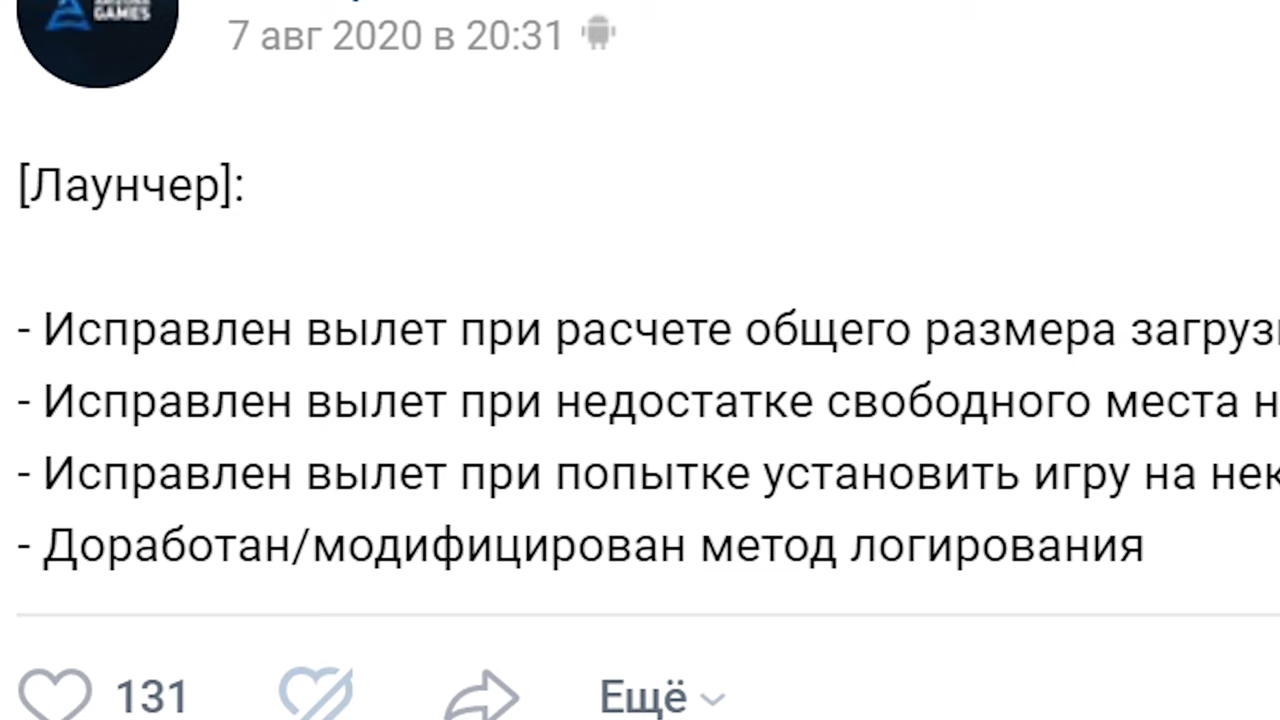 GAMES
7 авг 2020 в 20:31
[Лаунчер]:
- Исправлен вылет при расчете общего размера
- Исправлен вылет при недостатке свободного места
- Исправлен вылет при попытке установить игру на
- Доработан/модифицирован метод логирования
131
Ещё